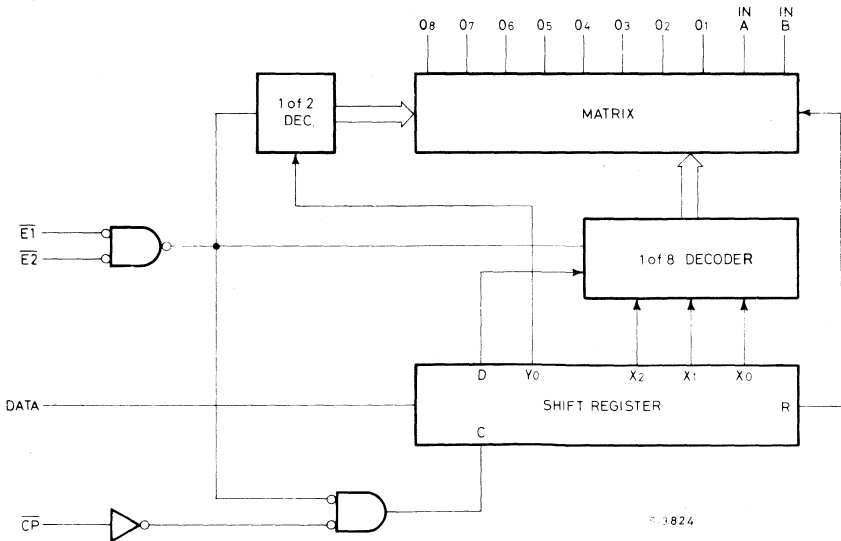 O8 O7 O6 O5 O4 O3 O2 O1 IN A IN B
1 of 2 DEC.
MATRIX
E1
E2
1 of 8 DECODER
D Y0 X2 X1 X0
DATA
SHIFT REGISTER
R
C
CP
S-3824